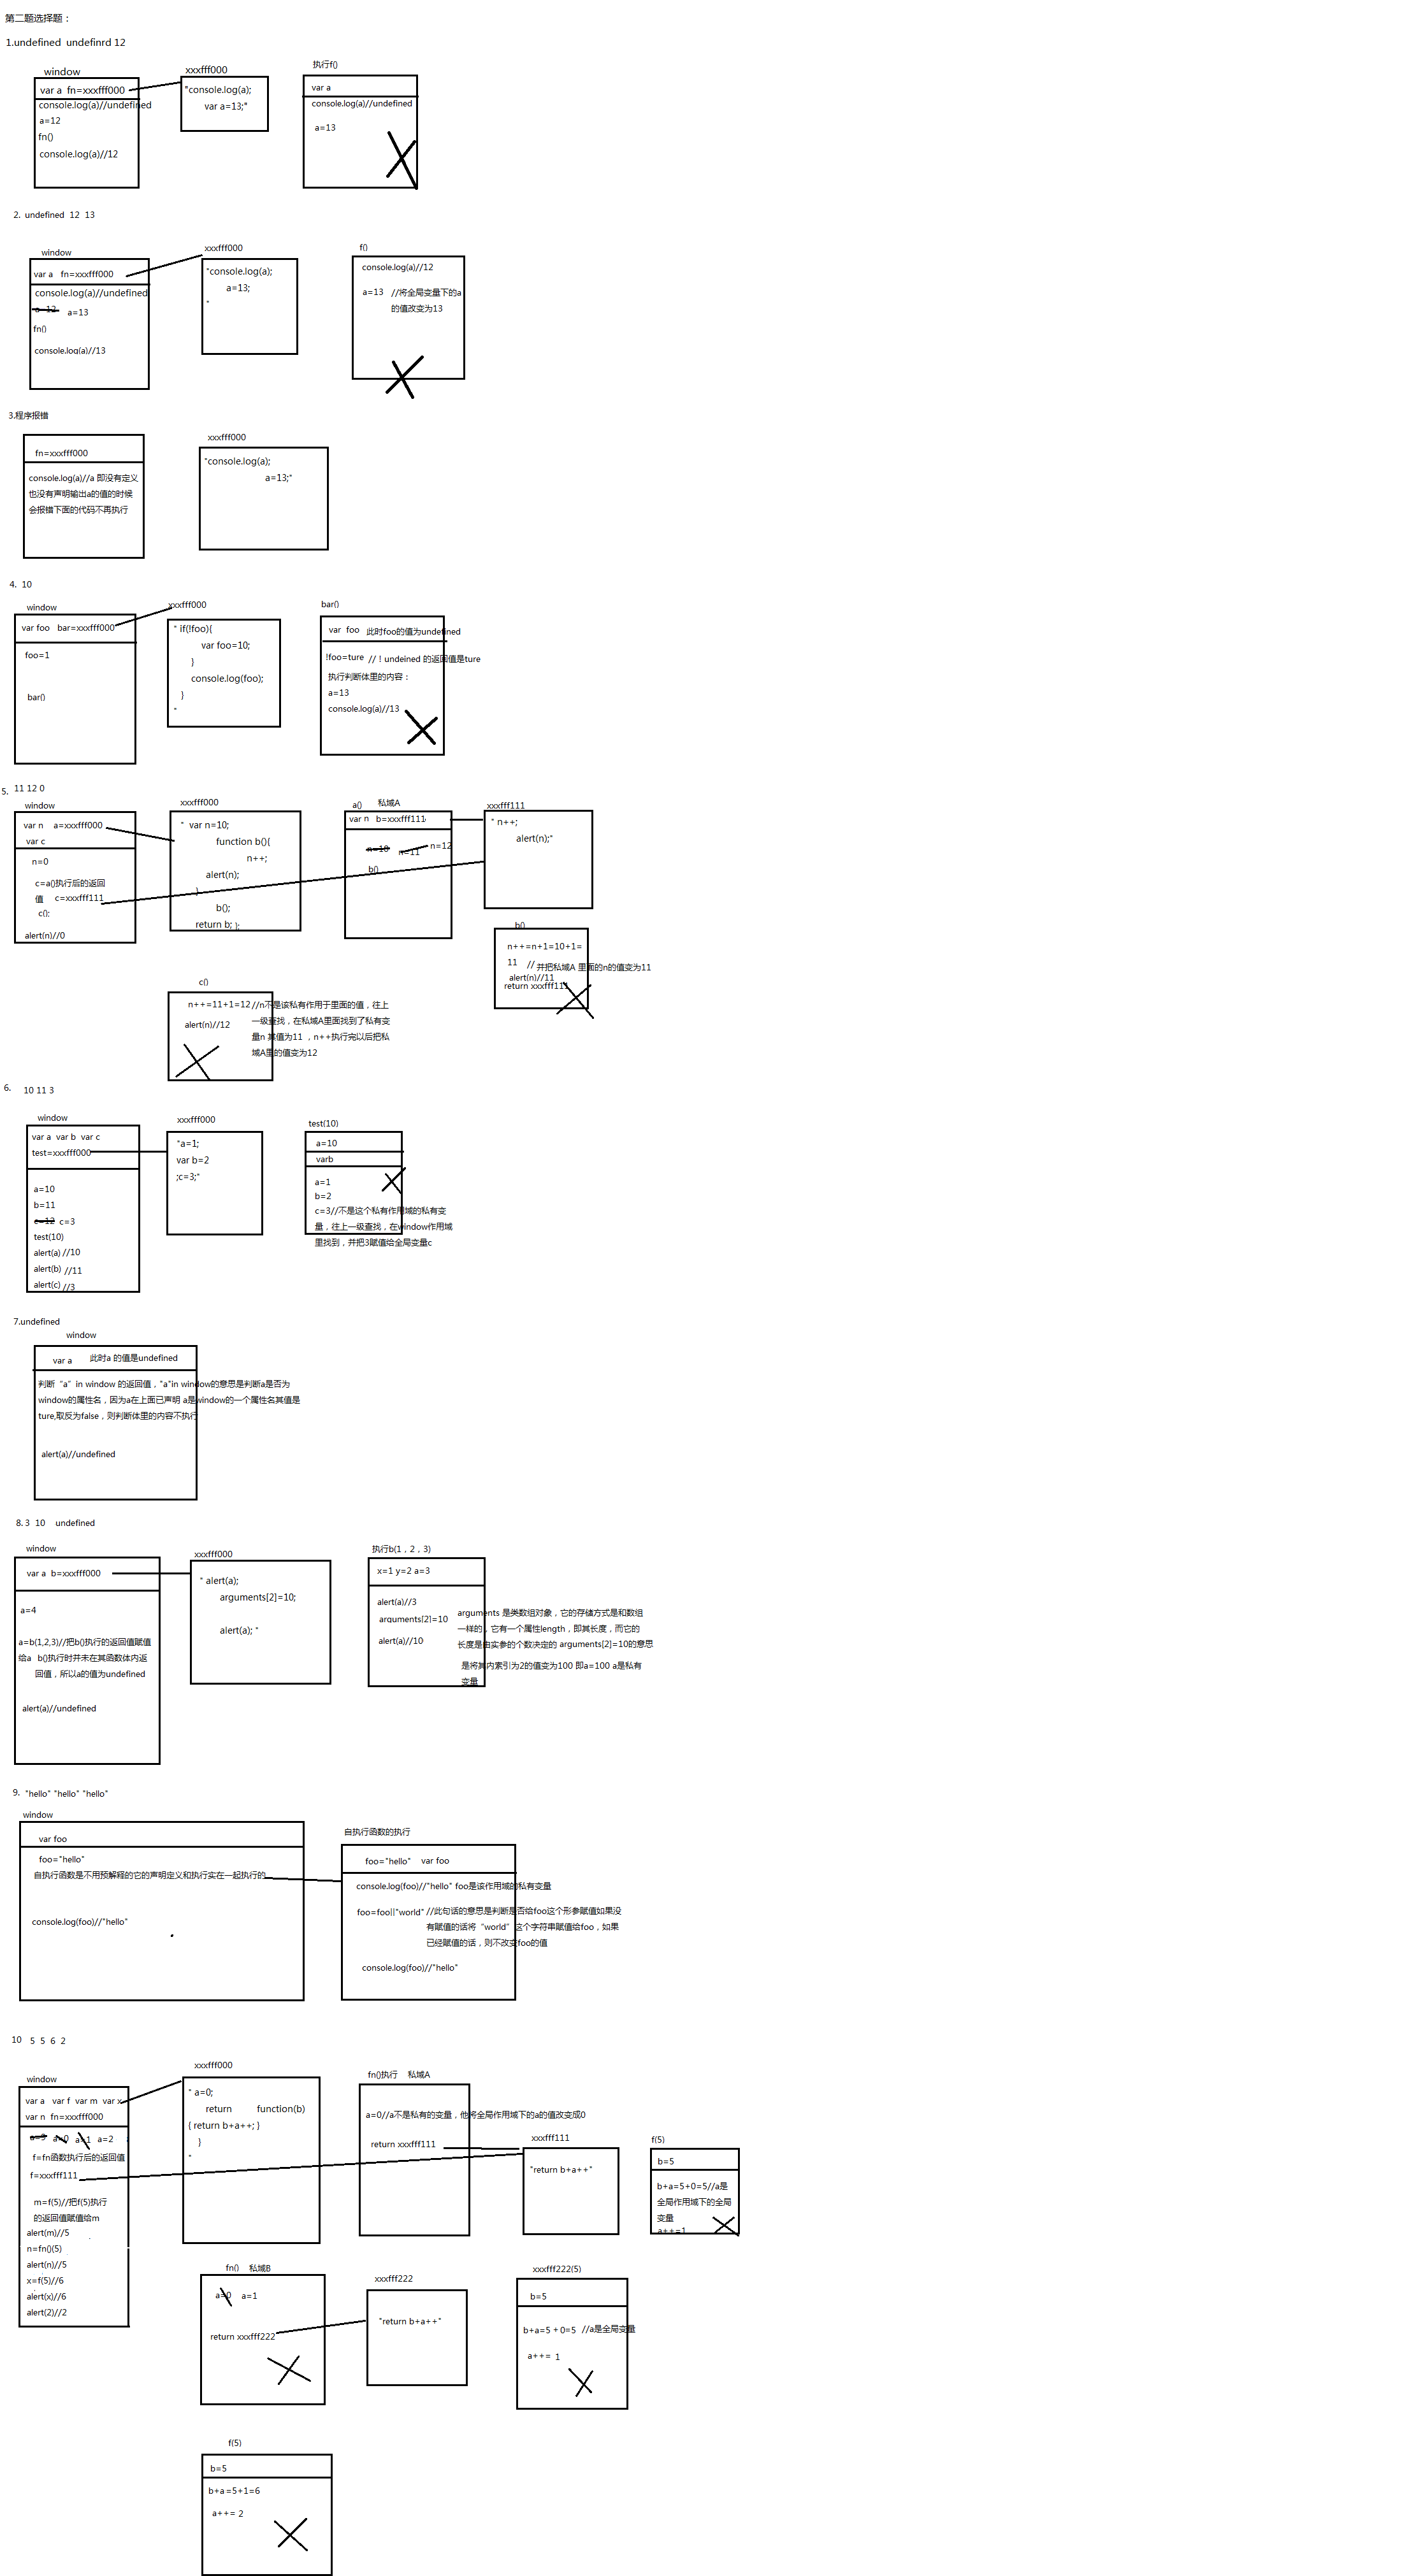 第二题选择题：
1.undefined  undefinrd 12
window
xxxfff000
执行f()
var a  fn=xxxfff000
"console.log(a);
var a
console.log(a)//undefined
var a=13;"
console.log(a)//undefined
a=12
a=13
fn()
console.log(a)//12
2.  undefined  12  13
window
xxxfff000
f()
var a   fn=xxxfff000
"console.log(a);
console.log(a)//12
console.log(a)//undefined
a=13;
a=13   //将全局变量下的a
的值改变为13
a=12   a=13
"
fn()
console.log(a)//13
3.程序报错
xxxfff000
fn=xxxfff000
"console.log(a);
console.log(a)//a 即没有定义
a=13;"
也没有声明输出a的值的时候
会报错下面的代码不再执行
4.  10
window
xxxfff000
bar()
var foo   bar=xxxfff000
" if(!foo){
var  foo   此时foo的值为undefined
var foo=10;
foo=1
}
!foo=ture  //！undeined 的返回值是ture
console.log(foo);
执行判断体里的内容：
bar()
}
a=13
"
console.log(a)//13
5.  11 12 0
window
xxxfff000
a()      私域A
xxxfff111
var n    a=xxxfff000
"  var n=10;
var n   b=xxxfff111
" n++;
var c
function b(){
alert(n);"
n=0
n++;
n=10   n=11   n=12
c=a()执行后的返回
alert(n);
b()
值    c=xxxfff111
}
c();
b();
alert(n)//0
return b; };
b()
n++=n+1=10+1=
11    // 并把私域A 里面的n的值变为11
alert(n)//11
return xxxfff111
c()
n++=11+1=12//n不是该私有作用于里面的值，往上
一级查找，在私域A里面找到了私有变
alert(n)//12
量n 其值为11 ，n++执行完以后把私
域A里的值变为12
6.    10 11 3
window
xxxfff000
test(10)
var a  var b  var c
"a=1;
a=10
test=xxxfff000
var b=2
varb
;c=3;"
a=1
a=10
b=2
b=11
c=3//不是这个私有作用域的私有变
c=12  c=3
量，往上一级查找，在window作用域
test(10)
里找到，并把3赋值给全局变量c
alert(a) //10
alert(b)  //11
alert(c) //3
7.undefined
window
var a      此时a 的值是undefined
判断“a”in window 的返回值，"a"in window的意思是判断a是否为
window的属性名，因为a在上面已声明 a是window的一个属性名其值是
ture,取反为false，则判断体里的内容不执行
alert(a)//undefined
8. 3  10    undefined
window
xxxfff000
执行b(1，2，3)
var a  b=xxxfff000
" alert(a);
x=1 y=2 a=3
arguments[2]=10;
alert(a)//3
a=4
arguments[2]=10
arguments 是类数组对象，它的存储方式是和数组
alert(a); "
一样的，它有一个属性length，即其长度，而它的
a=b(1,2,3)//把b()执行的返回值赋值
alert(a)//10
长度是由实参的个数决定的 arguments[2]=10的意思
给a   b()执行时并未在其函数体内返
是将其内索引为2的值变为100 即a=100 a是私有
回值，所以a的值为undefined
变量
alert(a)//undefined
9.  "hello" "hello" "hello"
window
自执行函数的执行
var foo
foo="hello"    var foo
foo="hello"
自执行函数是不用预解释的它的声明定义和执行实在一起执行的
console.log(foo)//"hello" foo是该作用域的私有变量
foo=foo||"world" //此句话的意思是判断是否给foo这个形参赋值如果没
console.log(foo)//"hello"
有赋值的话将“world”这个字符串赋值给foo，如果
已经赋值的话，则不改变foo的值
console.log(foo)//"hello"
10   5  5  6  2
window
xxxfff000
fn()执行    私域A
var a   var f  var m  var x
" a=0;
var n  fn=xxxfff000
return         function(b)
a=0//a不是私有的变量，他将全局作用域下的a的值改变成0
a=9  a=0  a=1  a=2
{ return b+a++; }
f=fn函数执行后的返回值
}
return xxxfff111
xxxfff111
f(5)
f=xxxfff111
"
"return b+a++"
b=5
m=f(5)//把f(5)执行
b+a=5+0=5//a是
的返回值赋值给m
全局作用域下的全局
alert(m)//5
变量
a++=1
n=fn()(5)
alert(n)//5
fn()    私域B
xxxfff222
xxxfff222(5)
x=f(5)//6
a=0   a=1
b=5
alert(x)//6
"return b+a++"
alert(2)//2
return xxxfff222
b+a=5＋0=5  //a是全局变量
a++=  1
f(5)
b=5
b+a=5+1=6
a++= 2